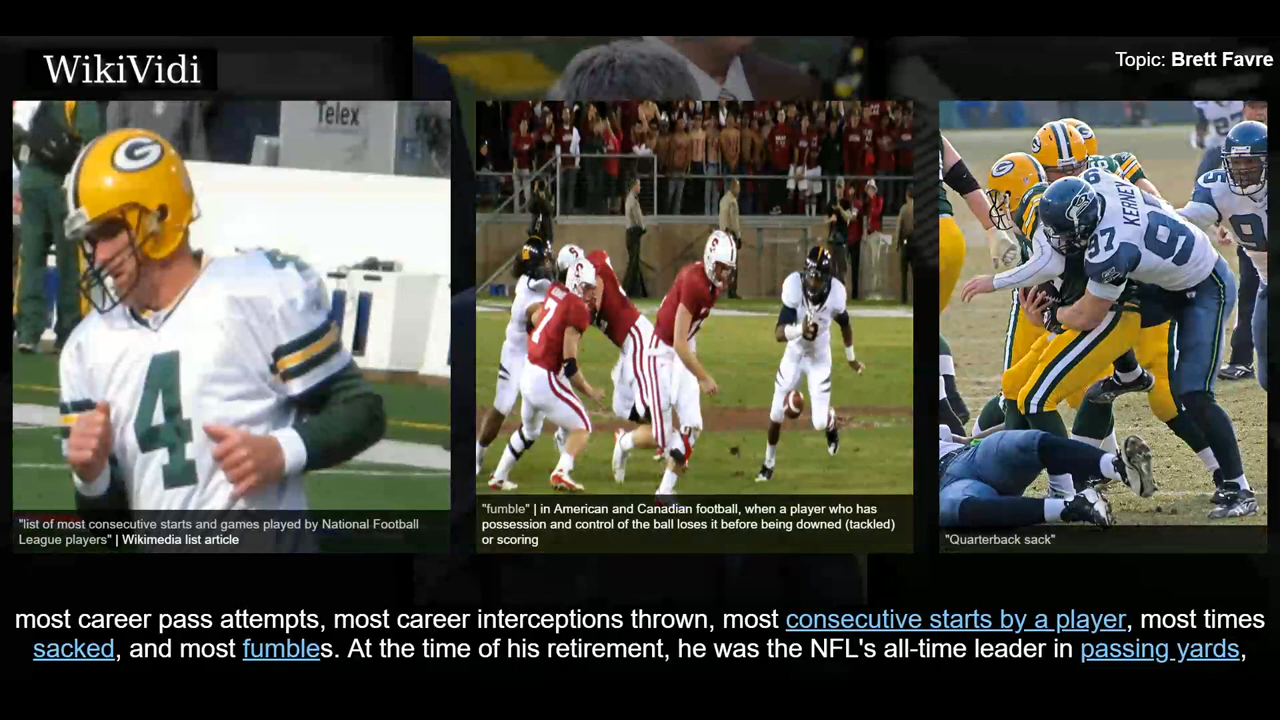 WikiVidi
Topic: Brett Favre
Telex
4
"list of most consecutive starts and games played by National Football
League players" | Wikimedia list article
7
S
8
"fumble" | in American and Canadian football, when a player who has
possession and control of the ball loses it before being downed (tackled)
or scoring
KERNEY
97
"Quarterback sack"
most career pass attempts, most career interceptions thrown, most consecutive starts by a player, most times
sacked, and most fumbles. At the time of his retirement, he was the NFL's all-time leader in passing yards,